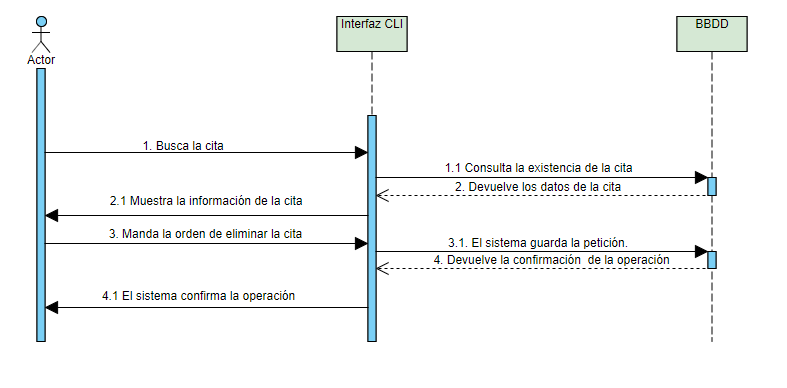 Actor
Interfaz CLI
BBDD
1. Busca la cita
1.1 Consulta la existencia de la cita
2. Devuelve los datos de la cita
2.1 Muestra la información de la cita
3. Manda la orden de eliminar la cita
3.1. El sistema guarda la petición.
4. Devuelve la confirmación de la operación
4.1 El sistema confirma la operación